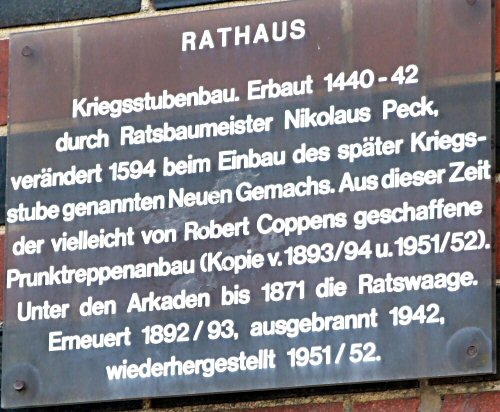 RATHAUS
Kriegsstubenbau. Erbaut 1440-42
durch Ratsbaumeister Nikolaus Peck,
verändert 1594 beim Einbau des später Kriegs-
stube genannten Neuen Gemachs. Aus dieser Zeit
der vielleicht von Robert Coppens geschaffene
Prunktreppenanbau (Kopie v. 1893/94 u. 1951/52).
Unter den Arkaden bis 1871 die Ratswaage.
Erneuert 1892/93, ausgebrannt 1942,
wiederhergestellt 1951/52.